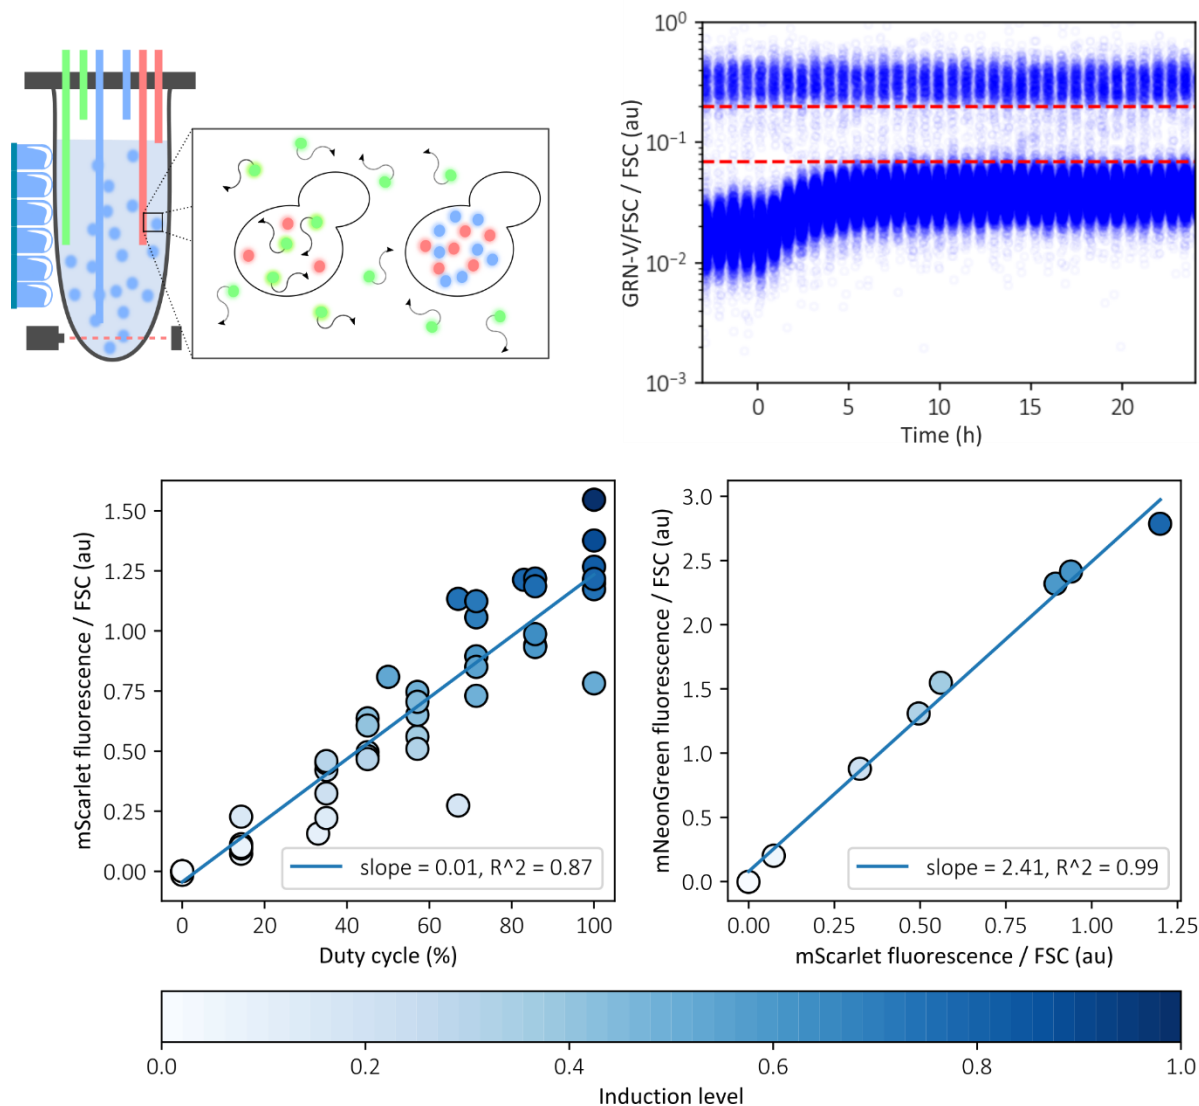 10⁰
10⁻¹
10⁻²
10⁻³
GRN-V/FSC / FSC (au)
0 5 10 15 20
Time (h)
mScarlet fluorescence / FSC (au)
1.50
1.25
1.00
0.75
0.50
0.25
0.00
slope = 0.01, R^2 = 0.87
0 20 40 60 80 100
Duty cycle (%)
mNeonGreen fluorescence / FSC (au)
3.0
2.5
2.0
1.5
1.0
0.5
0.0
slope = 2.41, R^2 = 0.99
0.00 0.25 0.50 0.75 1.00 1.25
mScarlet fluorescence / FSC (au)
0.0 0.2 0.4 0.6 0.8 1.0
Induction level